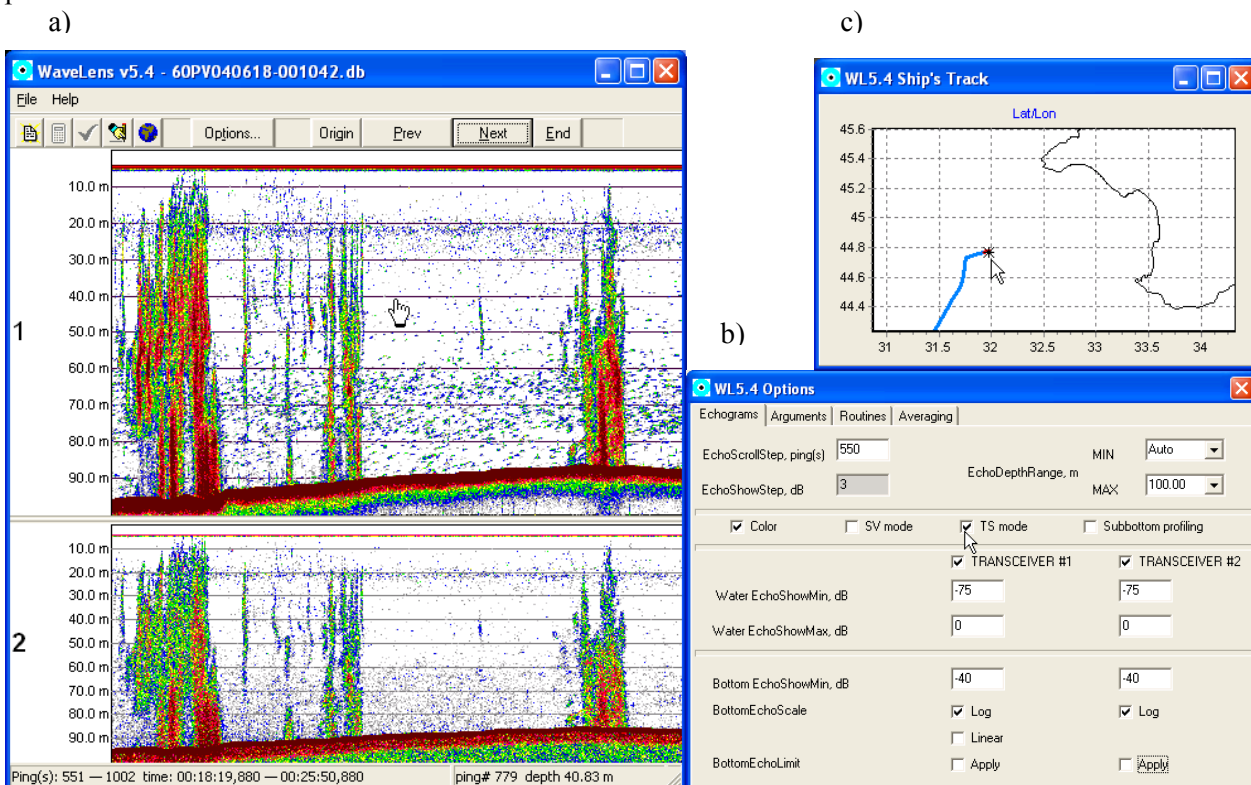 a)
c)
WaveLens v5.4 - 60PV040618-001042.db
File Help
Options... Origin Prev Next End
10.0 m
20.0 m
30.0 m
40.0 m
50.0 m
60.0 m
70.0 m
80.0 m
90.0 m
1
10.0 m
20.0 m
30.0 m
40.0 m
50.0 m
60.0 m
70.0 m
80.0 m
90.0 m
2
Ping(s): 551 — 1002 time: 00:18:19,880 — 00:25:50,880 ping# 779 depth 40.83 m
WL5.4 Ship's Track
Lat/Lon
45.6
45.4
45.2
45
44.8
44.6
44.4
31 31.5 32 32.5 33 33.5 34
b)
WL5.4 Options
Echograms Arguments Routines Averaging
EchoScrollStep, ping(s) 550
EchoShowStep, dB 3
EchoDepthRange, m
MIN Auto
MAX 100.00
Color SV mode TS mode Subbottom profiling
TRANSCEIVER #1 TRANSCEIVER #2
Water EchoShowMin, dB -75 -75
Water EchoShowMax, dB 0 0
Bottom EchoShowMin, dB -40 -40
BottomEchoScale Log Log
Linear
BottomEchoLimit Apply Apply